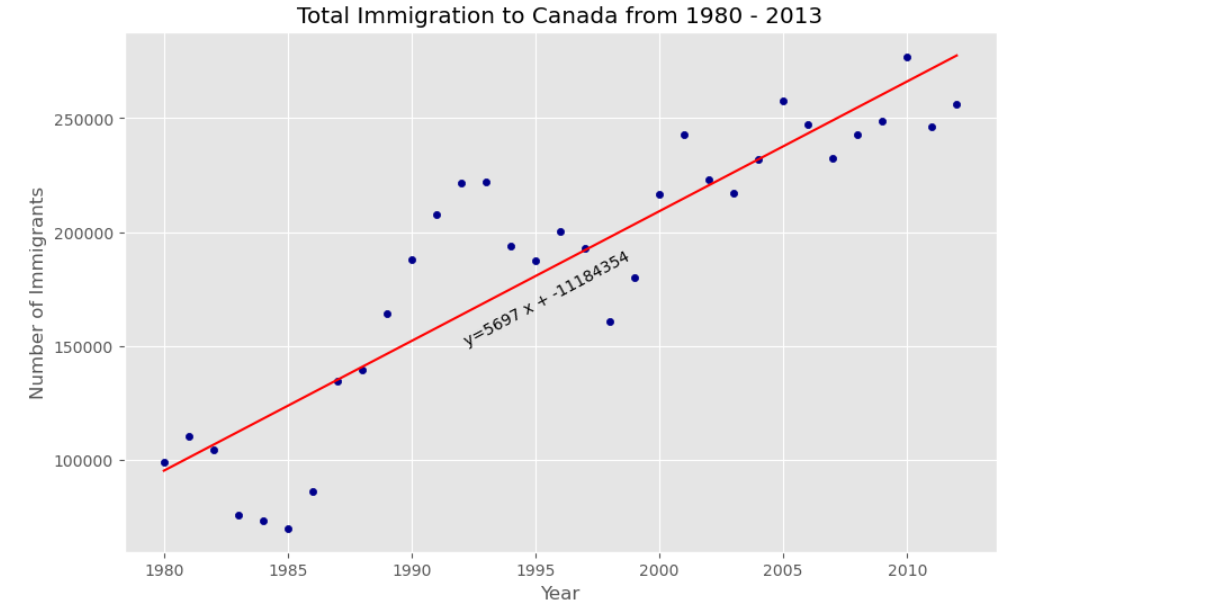 Total Immigration to Canada from 1980 - 2013
Number of Immigrants
250000
200000
150000
100000
y=5697 x + -11184354
1980 1985 1990 1995 2000 2005 2010
Year